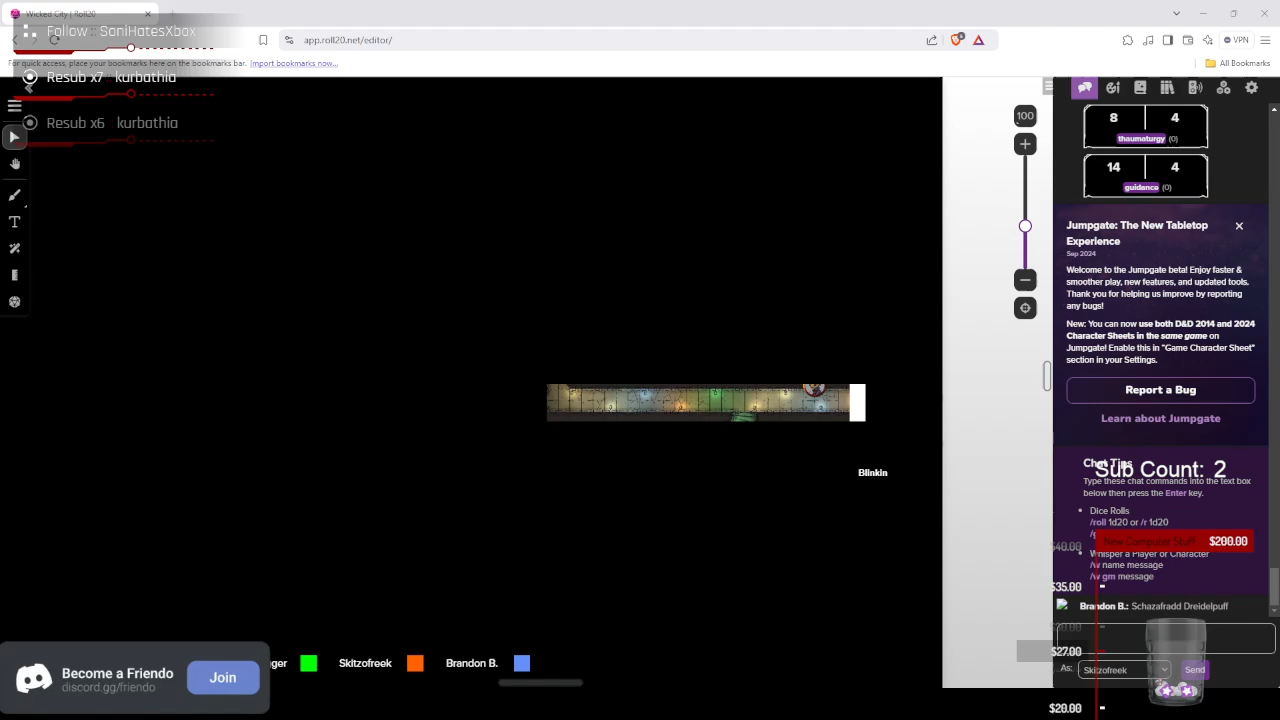 Wicked City | Roll20
Follow :: SaniHatesXbox
app.roll20.net/editor/
VPN
For quick access, place your bookmarks here on the bookmarks bar. Import bookmarks now...
All Bookmarks
Resub x7 kurbathia
Resub x6 kurbathia
100
8 4
thaumaturgy (0)
14 4
guidance (0)
Jumpgate: The New Tabletop
Experience
Sep 2024
Welcome to the Jumpgate beta! Enjoy faster &
smoother play, new features, and updated tools.
Thank you for helping us improve by reporting
any bugs!
New: You can now use both D&D 2014 and 2024
Character Sheets in the same game on
Jumpgate! Enable this in "Game Character Sheet"
section in your Settings.
Report a Bug
Learn about Jumpgate
Chat Tips
Sub Count: 2
Type these chat commands into the text box
below then press the Enter key.
Dice Rolls
/roll 1d20 or /r 1d20
New Computer Stuff $200.00
$40.00
Whisper a Player or Character
/w name message
/w gm message
$35.00
Brandon B.: Schazafradd Dreidelpuff
$30.00
$27.00
As: Skitzofreek Send
$20.00
Blinkin
nger
Skitzofreek
Brandon B.
Become a Friendo
discord.gg/friendo
Join